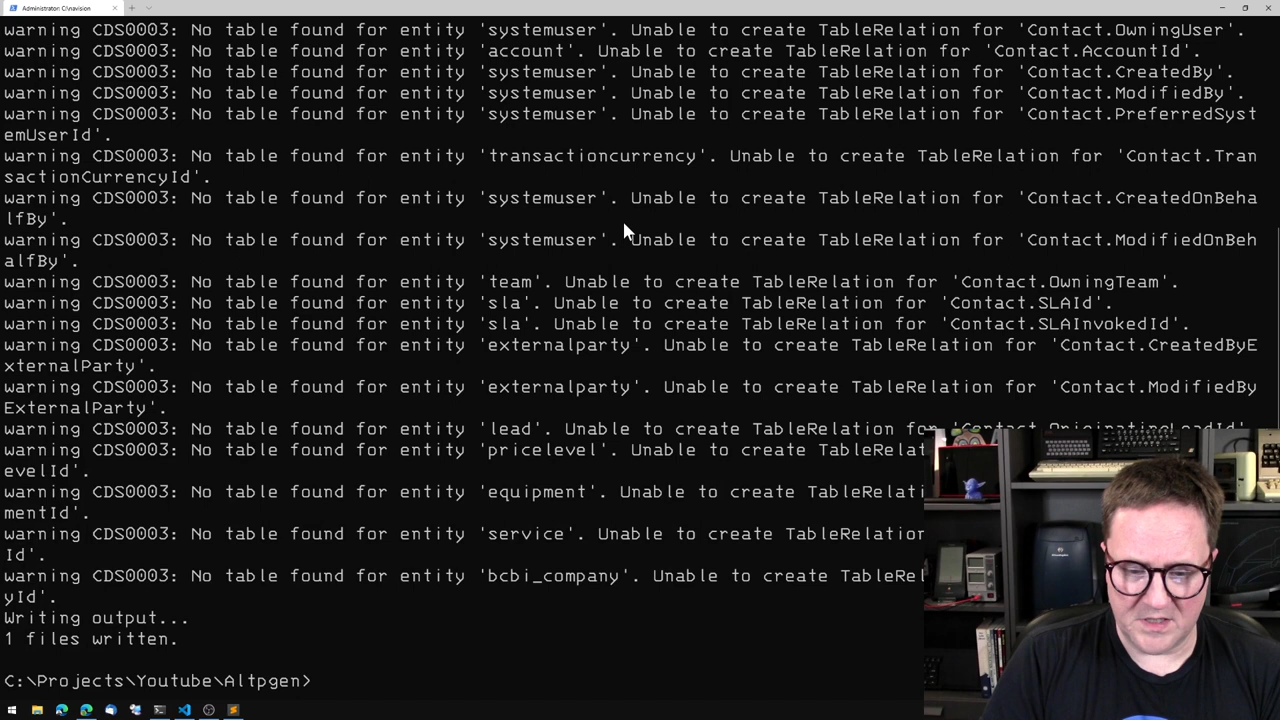 Administrator: C:\navision
warning CDS0003: No table found for entity 'systemuser'. Unable to create TableRelation for 'Contact.OwningUser'.
warning CDS0003: No table found for entity 'account'. Unable to create TableRelation for 'Contact.AccountId'.
warning CDS0003: No table found for entity 'systemuser'. Unable to create TableRelation for 'Contact.CreatedBy'.
warning CDS0003: No table found for entity 'systemuser'. Unable to create TableRelation for 'Contact.ModifiedBy'.
warning CDS0003: No table found for entity 'systemuser'. Unable to create TableRelation for 'Contact.PreferredSyst
emUserId'.
warning CDS0003: No table found for entity 'transactioncurrency'. Unable to create TableRelation for 'Contact.Tran
sactionCurrencyId'.
warning CDS0003: No table found for entity 'systemuser'. Unable to create TableRelation for 'Contact.CreatedOnBeha
lfBy'.
warning CDS0003: No table found for entity 'systemuser'. Unable to create TableRelation for 'Contact.ModifiedOnBeh
alfBy'.
warning CDS0003: No table found for entity 'team'. Unable to create TableRelation for 'Contact.OwningTeam'.
warning CDS0003: No table found for entity 'sla'. Unable to create TableRelation for 'Contact.SLAId'.
warning CDS0003: No table found for entity 'sla'. Unable to create TableRelation for 'Contact.SLAInvokedId'.
warning CDS0003: No table found for entity 'externalparty'. Unable to create TableRelation for 'Contact.CreatedByE
xternalParty'.
warning CDS0003: No table found for entity 'externalparty'. Unable to create TableRelation for 'Contact.ModifiedBy
ExternalParty'.
warning CDS0003: No table found for entity 'lead'. Unable to create TableRelation for 'Contact.OriginatingLeadId'
warning CDS0003: No table found for entity 'pricelevel'. Unable to create TableRelat
evelId'.
warning CDS0003: No table found for entity 'equipment'. Unable to create TableRelati
mentId'.
warning CDS0003: No table found for entity 'service'. Unable to create TableRelation
Id'.
warning CDS0003: No table found for entity 'bcbi_company'. Unable to create TableRel
yId'.
Writing output...
1 files written.
C:\Projects\Youtube\Altpgen>